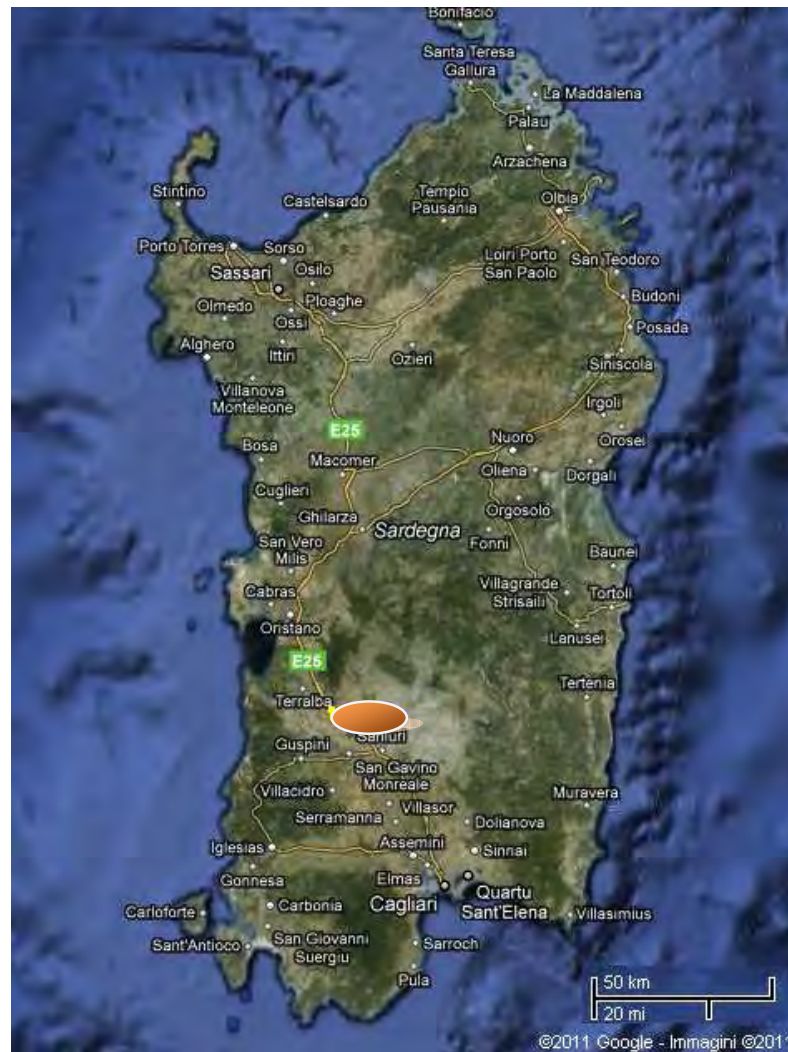 Bonifacio
Santa Teresa
Gallura
La Maddalena
Palau
Arzachena
Stintino
Tempio
Pausania
Castelsardo
Olbia
Porto Torres
Sorso
Sassari
Osilo
Loiri Porto
San Paolo
San Teodoro
Olmedo
Ploaghe
Budoni
Ossi
Posada
Alghero
Ittiri
Ozieri
Siniscola
Villanova
Monteleone
Irgoli
E25
Orosei
Bosa
Nuoro
Macomer
Oliena
Dorgali
Cuglieri
Orgosolo
Ghilarza
Sardegna
San Vero
Milis
Fonni
Baunei
Cabras
Villagrande
Strisaili
Tortolì
Oristano
Lanusei
E25
Tertenia
Terralba
Sanluri
Guspini
San Gavino
Monreale
Villacidro
Villasor
Muravera
Serramanna
Dolianova
Iglesias
Assemini
Sinnai
Gonnesa
Elmas
Cagliari
Quartu
Sant'Elena
Carloforte
Carbonia
Villasimius
Sant'Antioco
San Giovanni
Suergiu
Sarroch
Pula
50 km
20 mi
©2011 Google - Immagini ©201